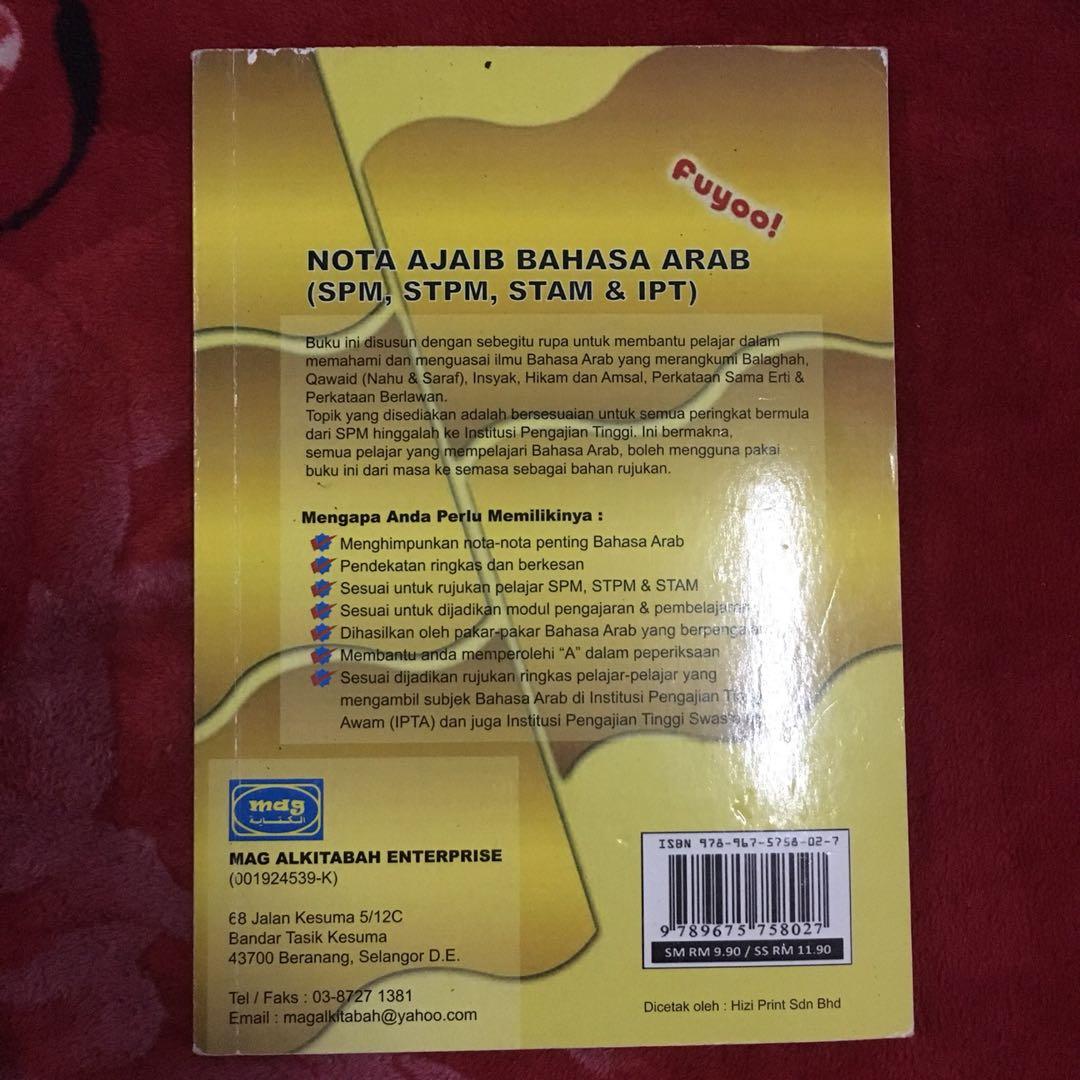 Fuyoo!
NOTA AJAIB BAHASA ARAB
(SPM, STPM, STAM & IPT)
Buku ini disusun dengan sebegitu rupa untuk membantu pelajar dalam
memahami dan menguasai ilmu Bahasa Arab yang merangkumi Balaghah,
Qawaid (Nahu & Saraf), Insyak, Hikam dan Amsal, Perkataan Sama Erti &
Perkataan Berlawan.
Topik yang disediakan adalah bersesuaian untuk semua peringkat bermula
dari SPM hinggalah ke Institusi Pengajian Tinggi. Ini bermakna,
semua pelajar yang mempelajari Bahasa Arab, boleh mengguna pakai
buku ini dari masa ke semasa sebagai bahan rujukan.
Mengapa Anda Perlu Memilikinya :
Menghimpunkan nota-nota penting Bahasa Arab
Pendekatan ringkas dan berkesan
Sesuai untuk rujukan pelajar SPM, STPM & STAM
Sesuai untuk dijadikan modul pengajaran & pembelajaran
Dihasilkan oleh pakar-pakar Bahasa Arab yang
Membantu anda memperolehi “A” dalam peperiksaan
Sesuai dijadikan rujukan ringkas pelajar-pelajar yang
mengambil subjek Bahasa Arab di Institusi Pengajian
Awam (IPTA) dan juga Institusi Pengajian Tinggi
mag
الكتابة
MAG ALKITABAH ENTERPRISE
(001924539-K)
68 Jalan Kesuma 5/12C
Bandar Tasik Kesuma
43700 Beranang, Selangor D.E.
Tel / Faks : 03-8727 1381
Email : magalkitabah@yahoo.com
ISBN 978-967-5758-02-7
9 789675 758027
SM RM 9.90 / SS RM 11.90
Dicetak oleh : Hizi Print Sdn Bhd